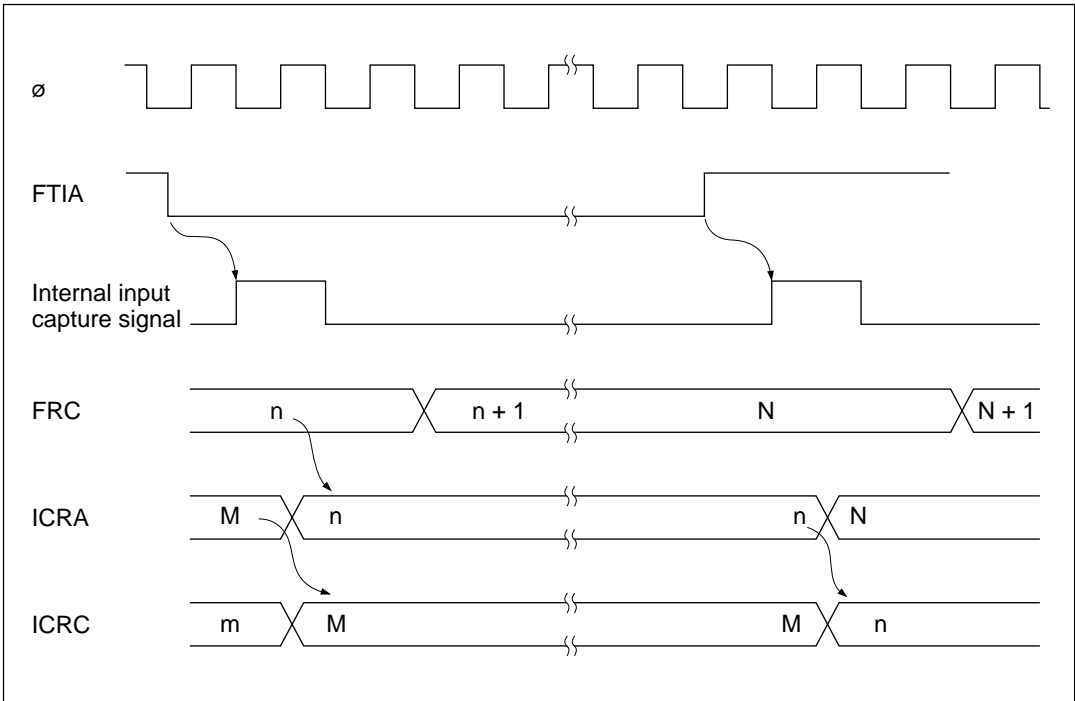 ø
FTIA
Internal input
capture signal
FRC n n + 1 N N + 1
ICRA M n n N
ICRC m M M n